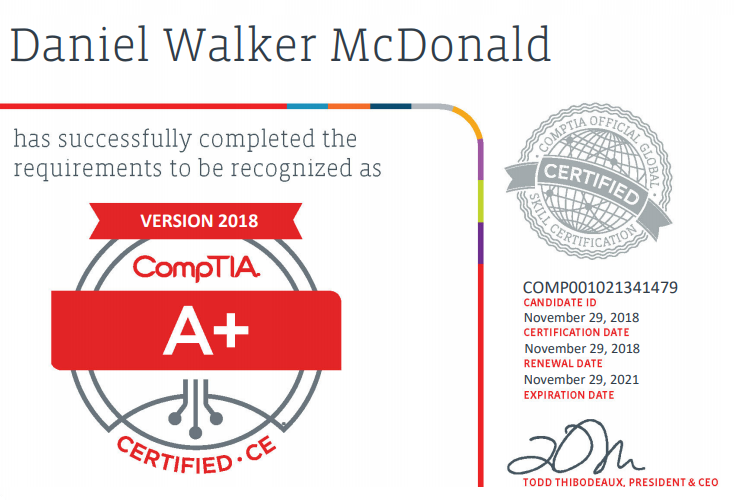 Daniel Walker McDonald
has successfully completed the
requirements to be recognized as
VERSION 2018
CompTIA.
A+
CERTIFIED • CE
• COMPTIA OFFICIAL GLOBAL •
CERTIFIED
SKILL CERTIFICATION
COMP001021341479
CANDIDATE ID
November 29, 2018
CERTIFICATION DATE
November 29, 2018
RENEWAL DATE
November 29, 2021
EXPIRATION DATE
TODD THIBODEAUX, PRESIDENT & CEO